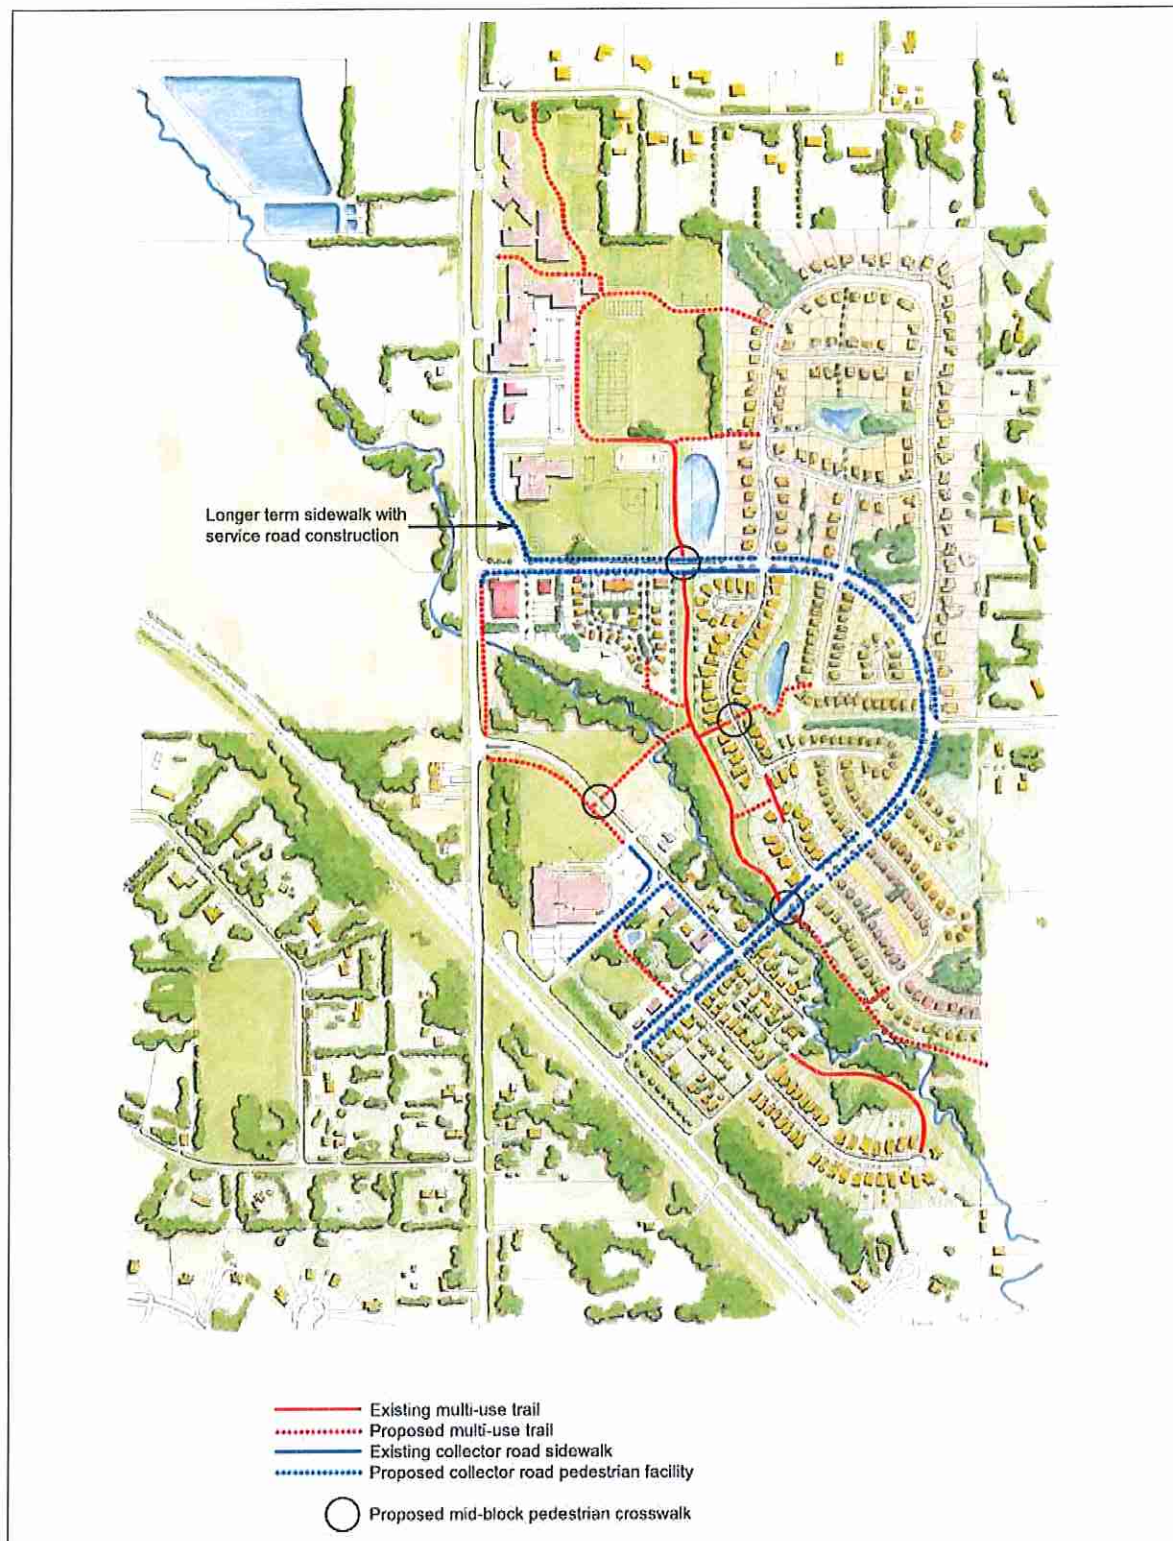 Longer term sidewalk with
service road construction
Existing multi-use trail
Proposed multi-use trail
Existing collector road sidewalk
Proposed collector road pedestrian facility
Proposed mid-block pedestrian crosswalk